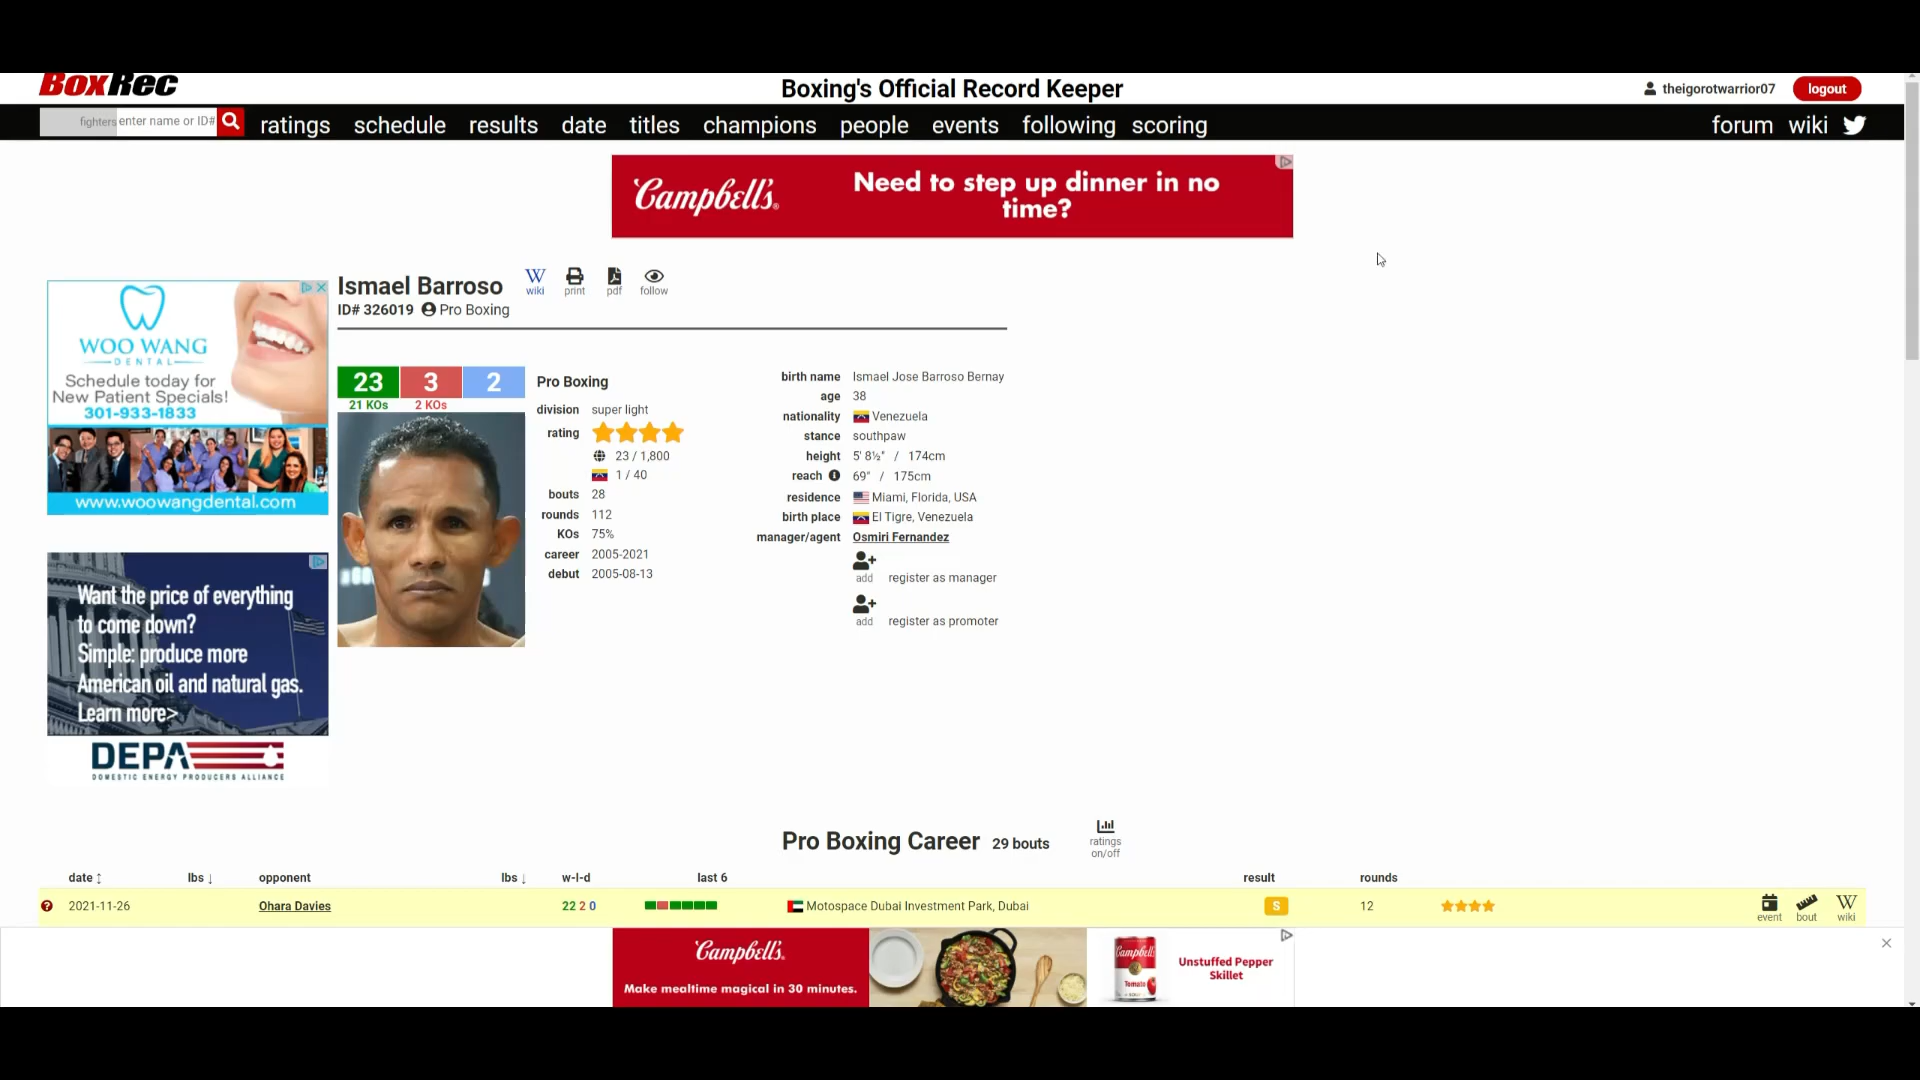 BoxRec
Boxing's Official Record Keeper
theigorotwarrior07
logout
fighters
enter name or ID#
ratings
schedule
results
date
titles
champions
people
events
following
scoring
forum
wiki
Campbell's.
Need to step up dinner in no
time?
WOO WANG
DENTAL
Schedule today for
New Patient Specials!
301-933-1833
www.woowangdental.com
Want the price of everything
to come down?
Simple: produce more
American oil and natural gas.
Learn more>
DEPA
DOMESTIC ENERGY PRODUCERS ALLIANCE
Ismael Barroso
W
wiki
print
pdf
follow
ID# 326019 Pro Boxing
23 3 2
21 KOs 2 KOs
Pro Boxing
division super light
rating
23 / 1,800
1 / 40
bouts 28
rounds 112
KOs 75%
career 2005-2021
debut 2005-08-13
birth name Ismael Jose Barroso Bernay
age 38
nationality Venezuela
stance southpaw
height 5' 8½" / 174cm
reach 69" / 175cm
residence Miami, Florida, USA
birth place El Tigre, Venezuela
manager/agent Osmiri Fernandez
add register as manager
add register as promoter
Pro Boxing Career 29 bouts
ratings
on/off
date lbs opponent lbs w-l-d last 6 result rounds
2021-11-26 Ohara Davies 22 2 0 Motospace Dubai Investment Park, Dubai S 12
event
bout
W
wiki
Campbell's.
Make mealtime magical in 30 minutes.
Campbell's
Tomato
Unstuffed Pepper
Skillet